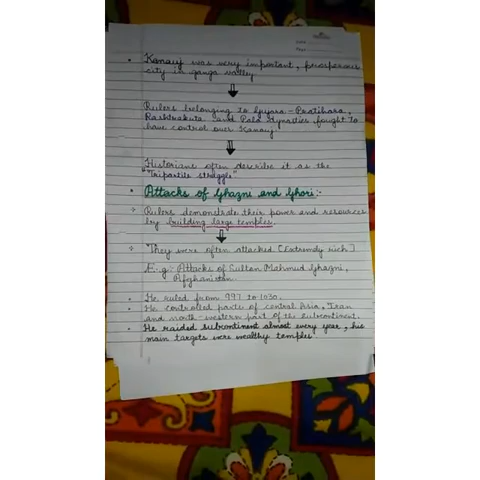 • Kanauj was very important, prosperous
city in ganga valley
↓
Rulers belonging to Gujara-Pratihara,
Rashtrakuta and Pala Dynasties fought to
have control over Kanauj
↓
Historians often describes it as the
"Tripartite struggle"
• Attacks of Ghazni and Ghori:-
Rulers demonstrate their power and resources
by building large temples.
↓
They were often attacked [Extremely rich]
E.g:- Attacks of Sultan Mahmud Ghazni,
Afghanistan
• He ruled from 997 to 1030.
• He controlled parts of central Asia, Iran
and north-western part of the subcontinent.
• He raided subcontinent almost every year, his
main targets were wealthy temples